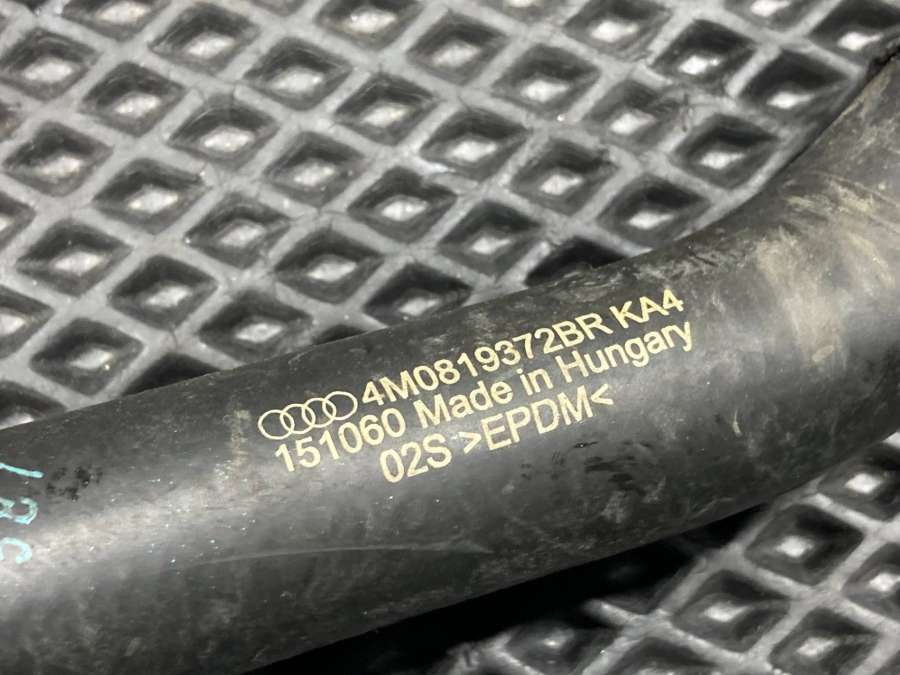 4M0819372BR KA4
151060 Made in Hungary
02S >EPDM<